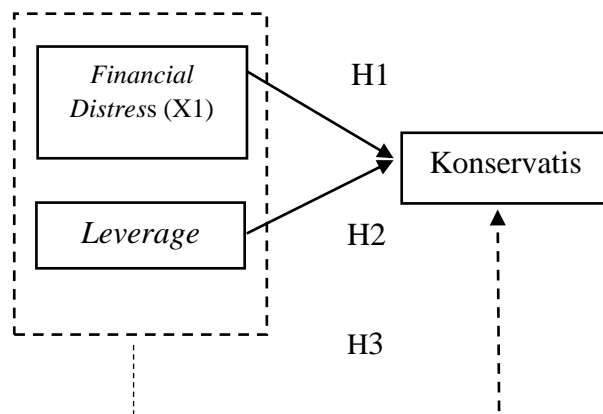 Financial
Distress (X1)
H1
Konservatis
Leverage
H2
H3